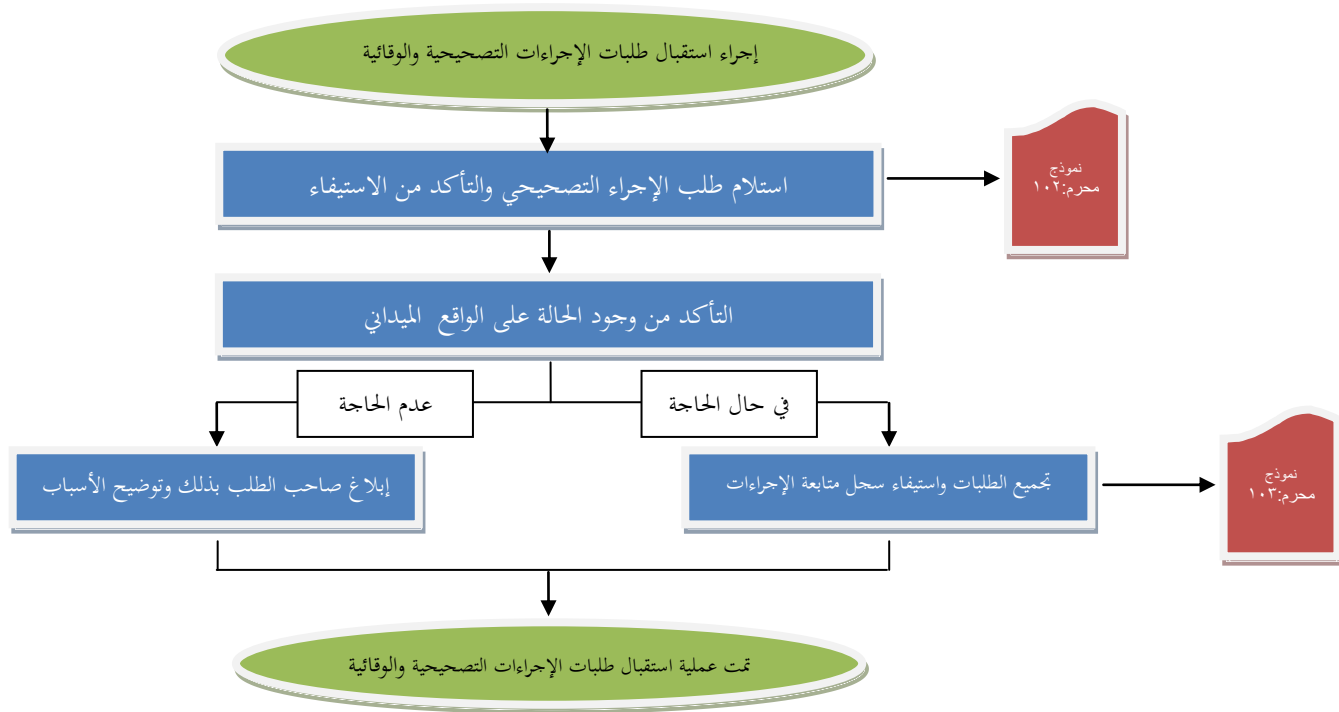 إجراء استقبال طلبات الإجراءات التصحيحية والوقائية
استلام طلب الإجراء التصحيحي والتأكد من الاستيفاء
نموذج
محرم:١٠٢
التأكد من وجود الحالة على الواقع الميداني
في حال الحاجة
عدم الحاجة
تجميع الطلبات واستيفاء سجل متابعة الإجراءات
نموذج
محرم:١٠٣
إبلاغ صاحب الطلب بذلك وتوضيح الأسباب
تمت عملية استقبال طلبات الإجراءات التصحيحية والوقائية